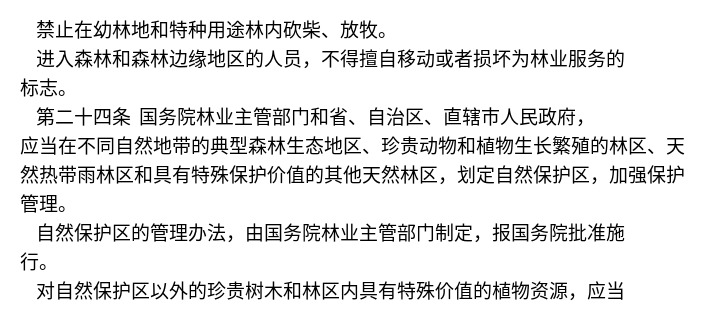 禁止在幼林地和特种用途林内砍柴、放牧。
进入森林和森林边缘地区的人员，不得擅自移动或者损坏为林业服务的
标志。
第二十四条 国务院林业主管部门和省、自治区、直辖市人民政府，
应当在不同自然地带的典型森林生态地区、珍贵动物和植物生长繁殖的林区、天
然热带雨林区和具有特殊保护价值的其他天然林区，划定自然保护区，加强保护
管理。
自然保护区的管理办法，由国务院林业主管部门制定，报国务院批准施
行。
对自然保护区以外的珍贵树木和林区内具有特殊价值的植物资源，应当